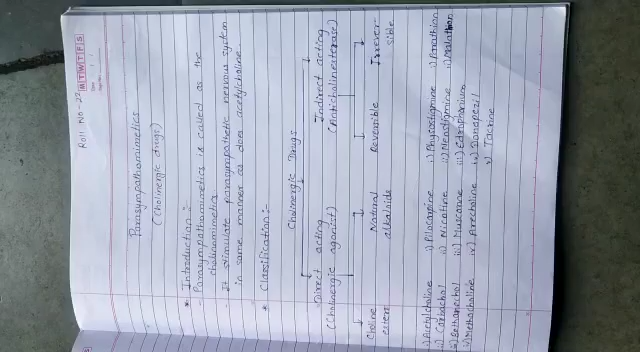 Roll No - 22
M T W T F S
Parasympathomimetics
(Cholinergic drugs)
* Introduction :-
- Parasympathomimetics is called as the
cholinomimetics
- It stimulate parasympathetic nervous system
in same manner as does acetylcholine.
* Classification :-
Cholinergic Drugs
Direct acting Indirect acting
(Cholinergic agonist) (Anticholinesterase)
Choline esters Natural alkaloids Reversible Irreversible
i) Acetylcholine i) Pilocarpine i) Physostigmine i) Parathion
ii) Carbachol ii) Nicotine ii) Neostigmine ii) Malathion
iii) Bethanechol iii) Muscarine iii) Edrophonium
iv) Methacholine iv) Arecholine iv) Donapezil
v) Tacrine